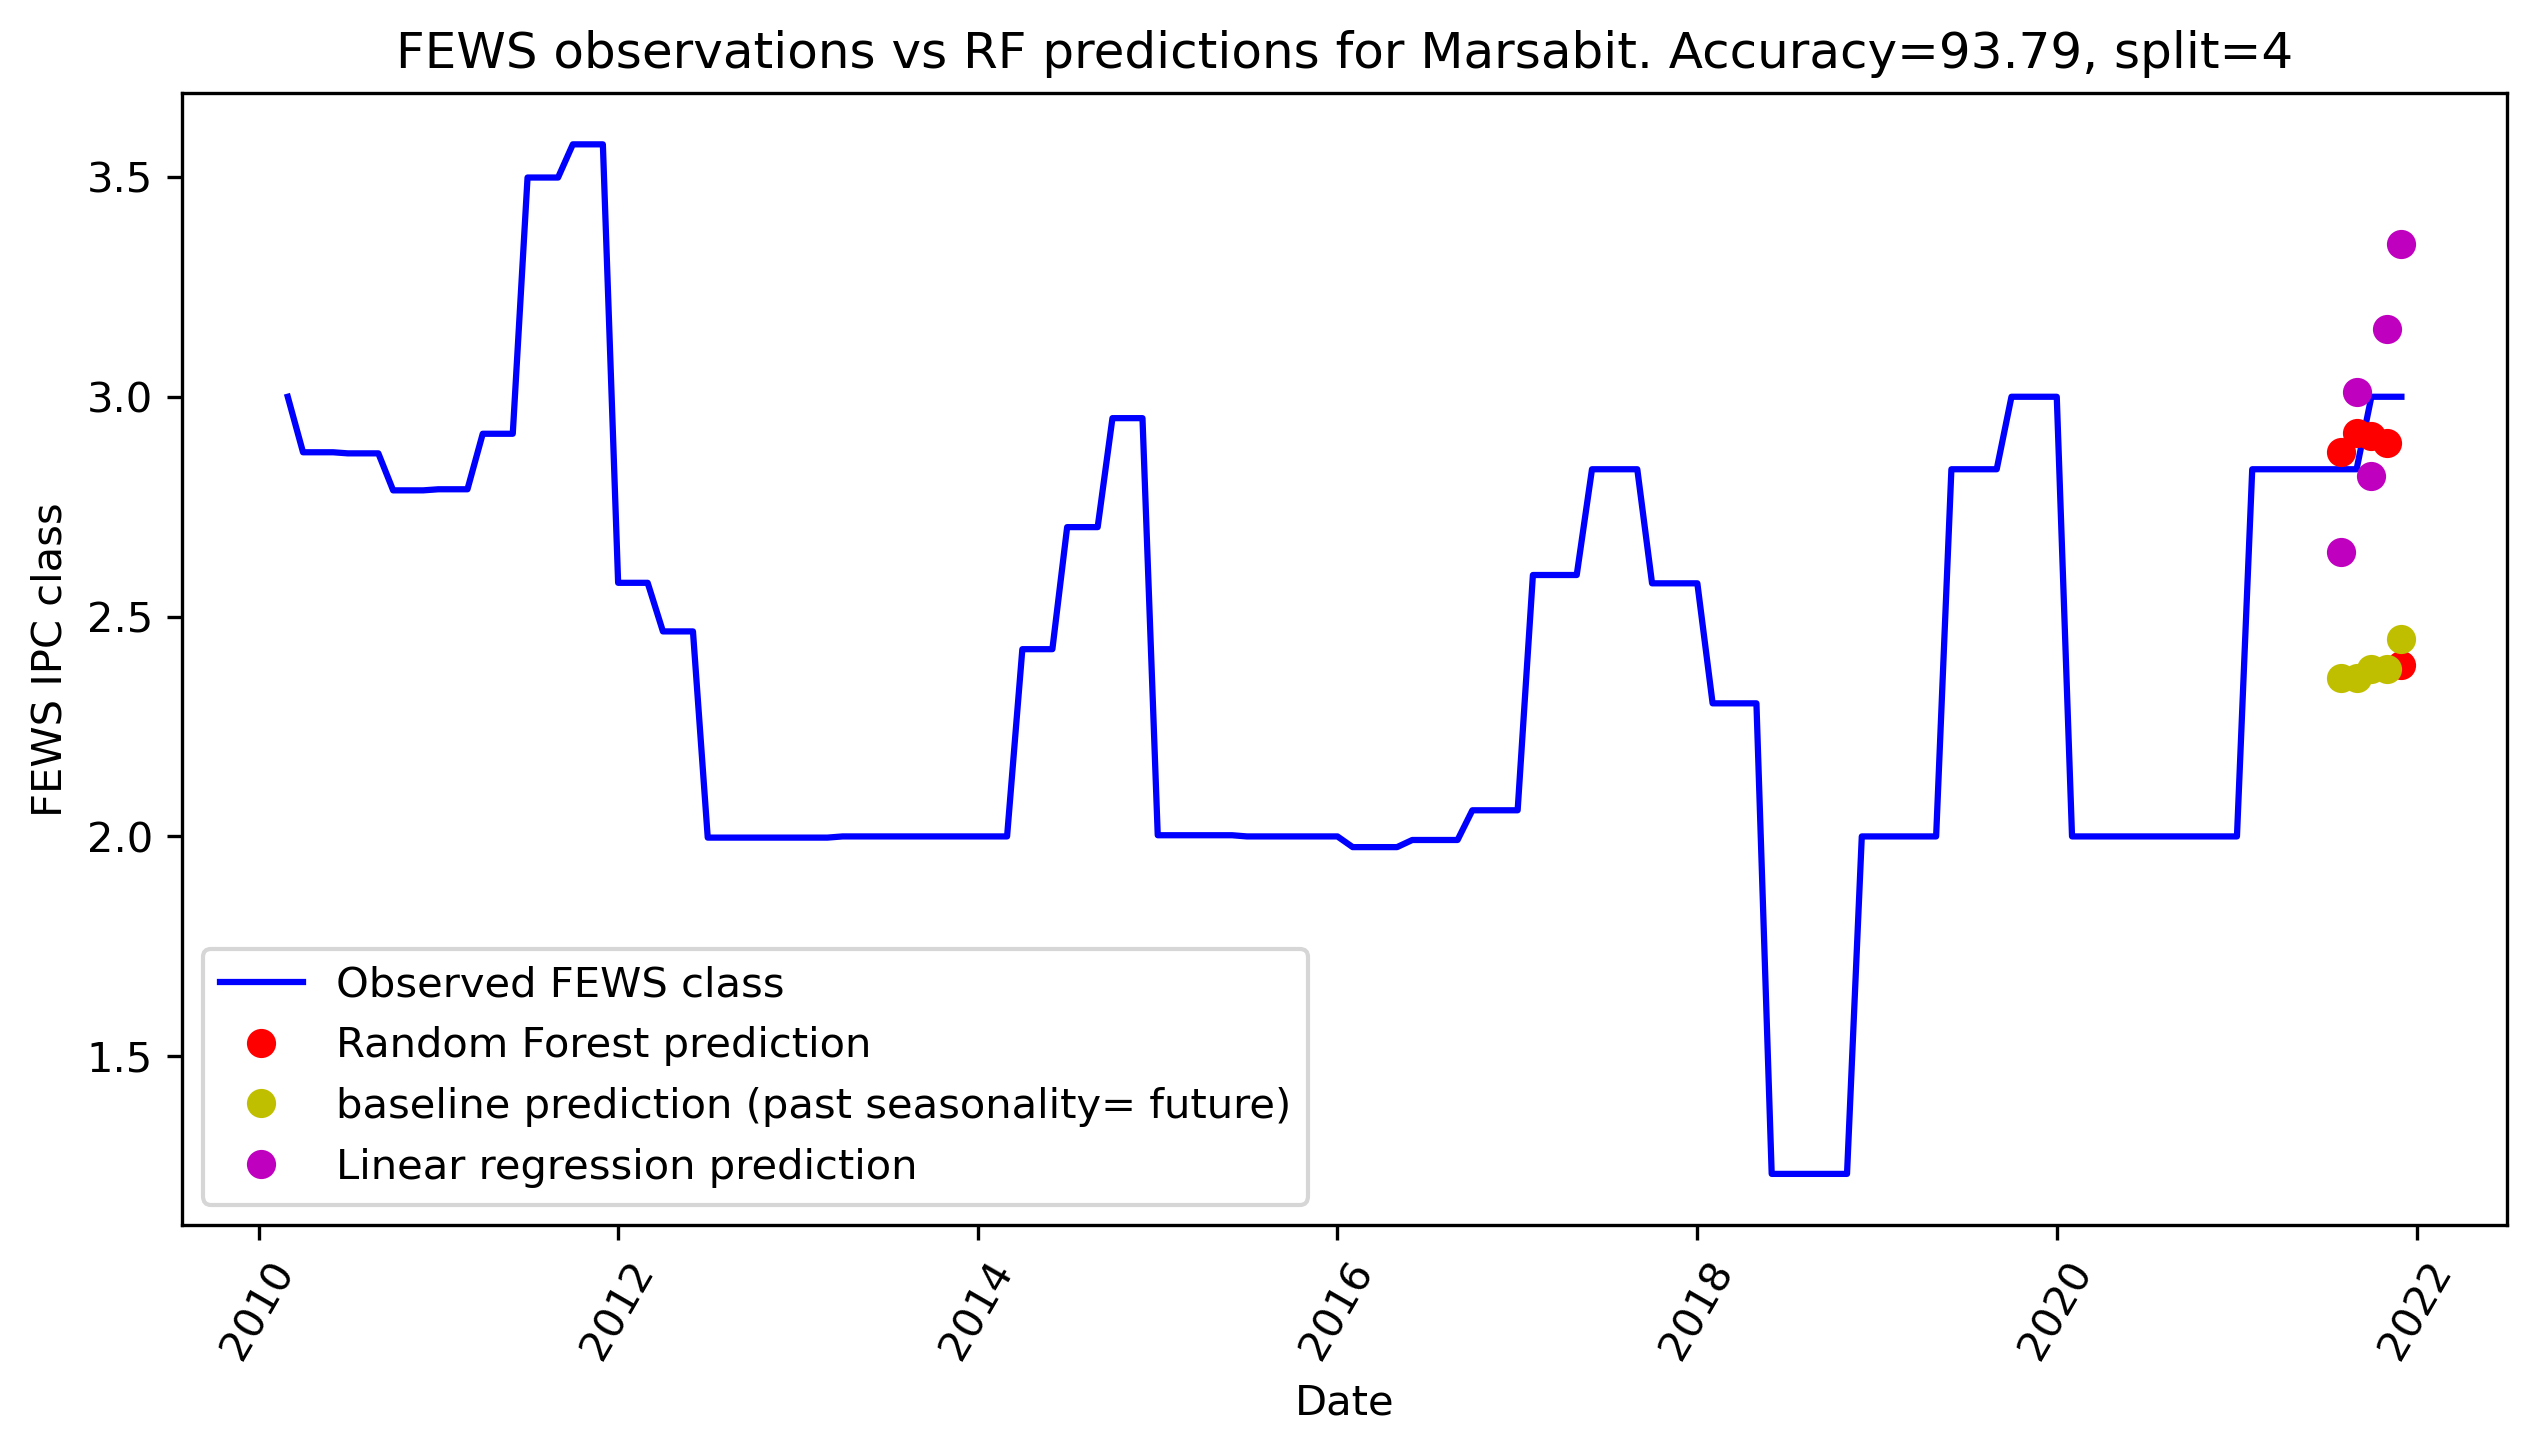 FEWS observations vs RF predictions for Marsabit. Accuracy=93.79, split=4
FEWS IPC class
3.5
3.0
2.5
2.0
1.5
Observed FEWS class
Random Forest prediction
baseline prediction (past seasonality= future)
Linear regression prediction
2010
2012
2014
2016
2018
2020
2022
Date